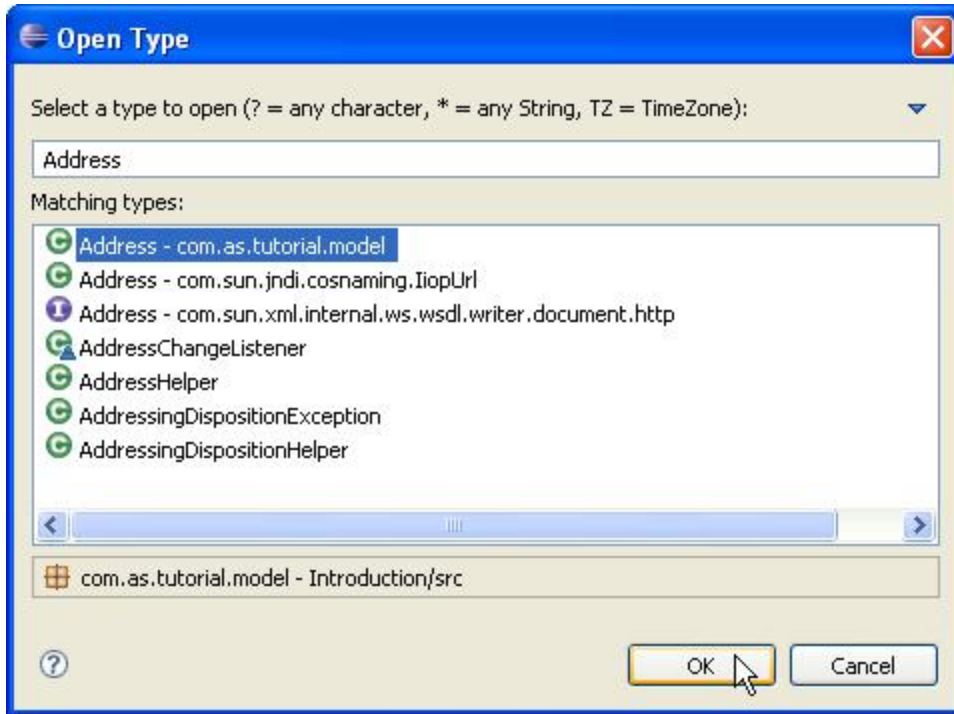 Open Type
Select a type to open (? = any character, * = any String, TZ = TimeZone):
Address
Matching types:
Address - com.as.tutorial.model
Address - com.sun.jndi.cosnaming.IiopUrl
Address - com.sun.xml.internal.ws.wsdl.writer.document.http
AddressChangeListener
AddressHelper
AddressingDispositionException
AddressingDispositionHelper
com.as.tutorial.model - Introduction/src
OK Cancel